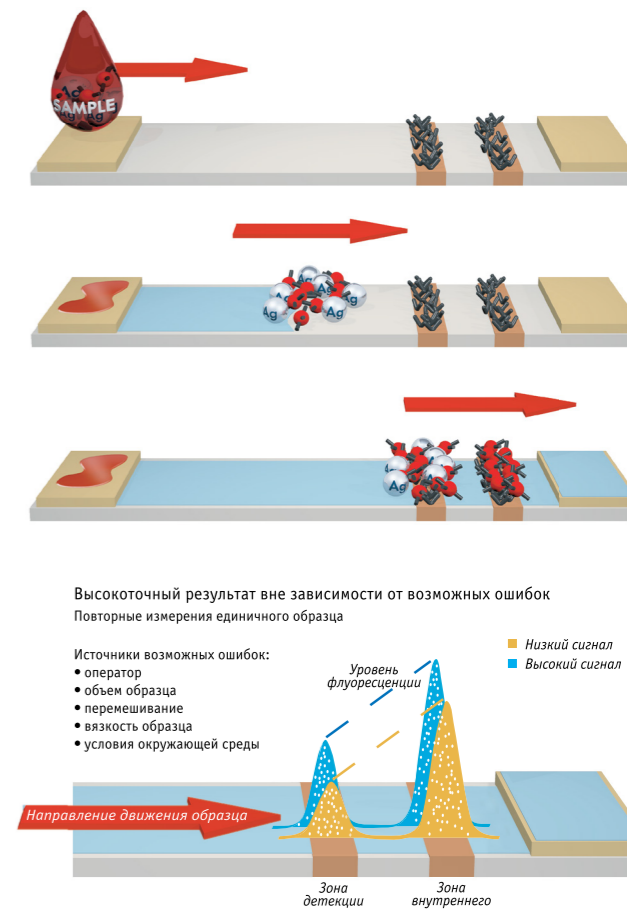 SAMPLE
Ag
Ag
Ag
Ag
Ag
Ag
Высокоточный результат вне зависимости от возможных ошибок
Повторные измерения единичного образца
Источники возможных ошибок:
• оператор
• объем образца
• перемешивание
• вязкость образца
• условия окружающей среды
Уровень
флуоресценции
Низкий сигнал
Высокий сигнал
Направление движения образца
Зона
детекции
Зона
внутреннего